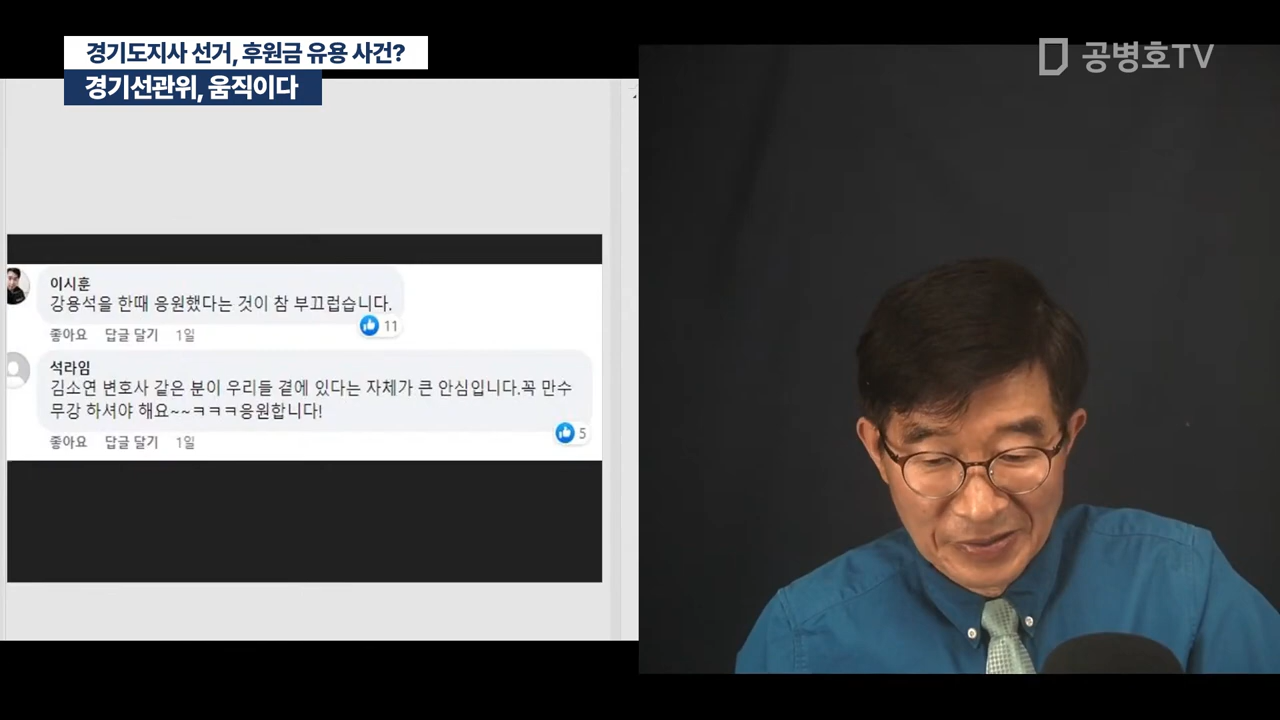 경기도지사 선거, 후원금 유용 사건?
경기선관위, 움직이다
공병호TV
이시훈
강용석을 한때 응원했다는 것이 참 부끄럽습니다.
11
좋아요 답글 달기 1일
석라임
김소연 변호사 같은 분이 우리들 곁에 있다는 자체가 큰 안심입니다.꼭 만수
무강 하셔야 해요~~ㅋㅋㅋ응원합니다!
5
좋아요 답글 달기 1일